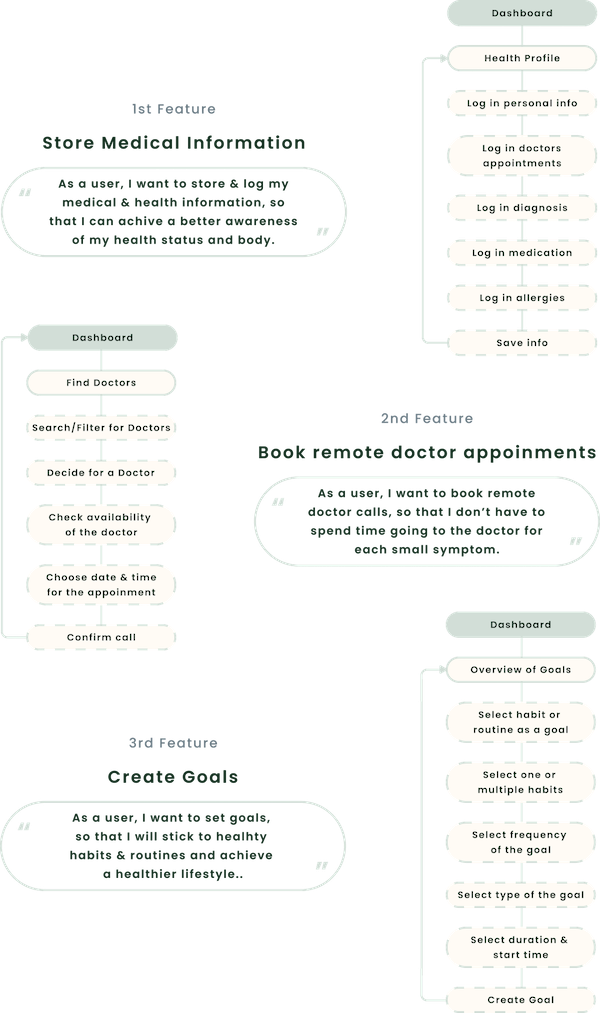 1st Feature
Store Medical Information
“
As a user, I want to store & log my
medical & health information, so
that I can achive a better awareness
of my health status and body.
”
Dashboard
Health Profile
Log in personal info
Log in doctors
appointments
Log in diagnosis
Log in medication
Log in allergies
Save info
Dashboard
Find Doctors
Search/Filter for Doctors
Decide for a Doctor
Check availability
of the doctor
Choose date & time
for the appoinment
Confirm call
2nd Feature
Book remote doctor appoinments
“
As a user, I want to book remote
doctor calls, so that I don’t have to
spend time going to the doctor for
each small symptom.
”
3rd Feature
Create Goals
“
As a user, I want to set goals,
so that I will stick to healhty
habits & routines and achieve
a healthier lifestyle..
”
Dashboard
Overview of Goals
Select habit or
routine as a goal
Select one or
multiple habits
Select frequency
of the goal
Select type of the goal
Select duration &
start time
Create Goal